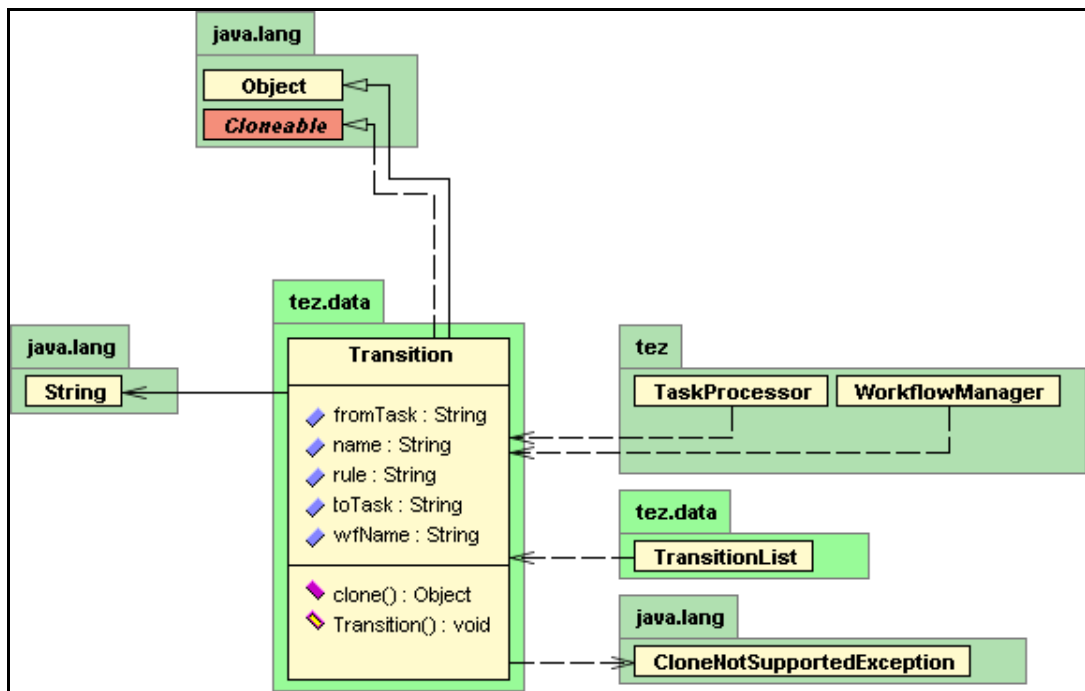 java.lang
Object
Cloneable
tez.data
Transition
fromTask : String
name : String
rule : String
toTask : String
wfName : String
clone() : Object
Transition() : void
java.lang
String
tez
TaskProcessor WorkflowManager
tez.data
TransitionList
java.lang
CloneNotSupportedException